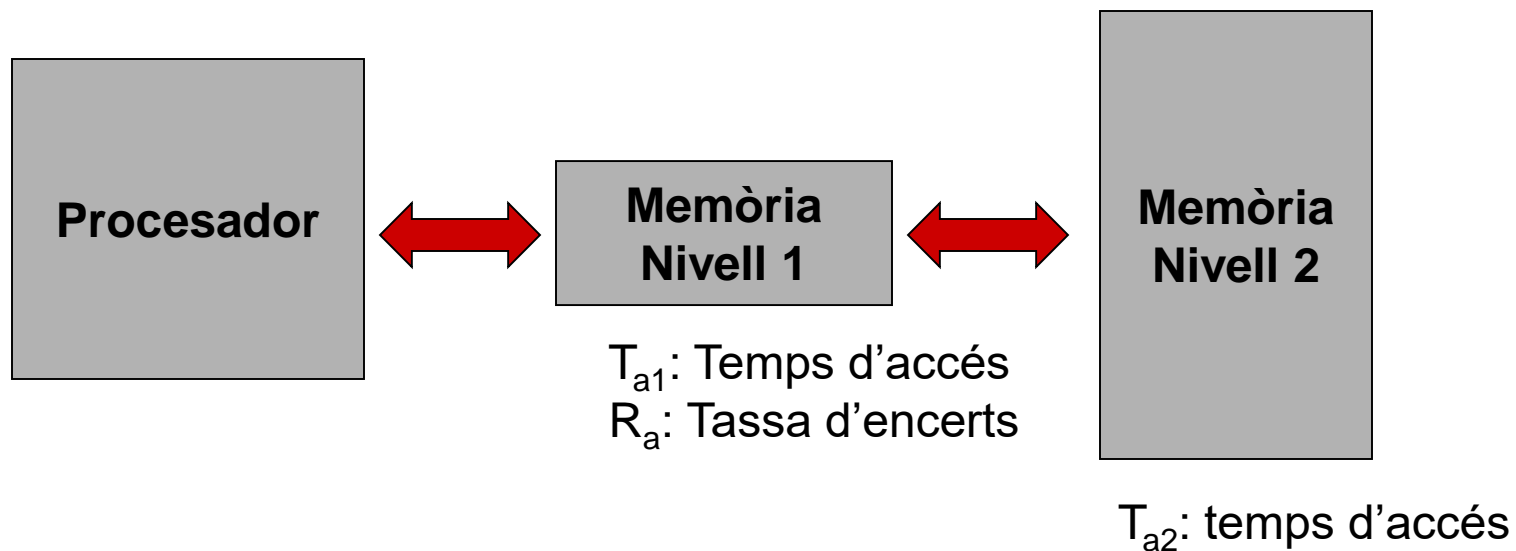 Procesador
Memòria
Nivell 1
Memòria
Nivell 2
Ta1: Temps d'accés
Ra: Tassa d'encerts
Ta2: temps d'accés